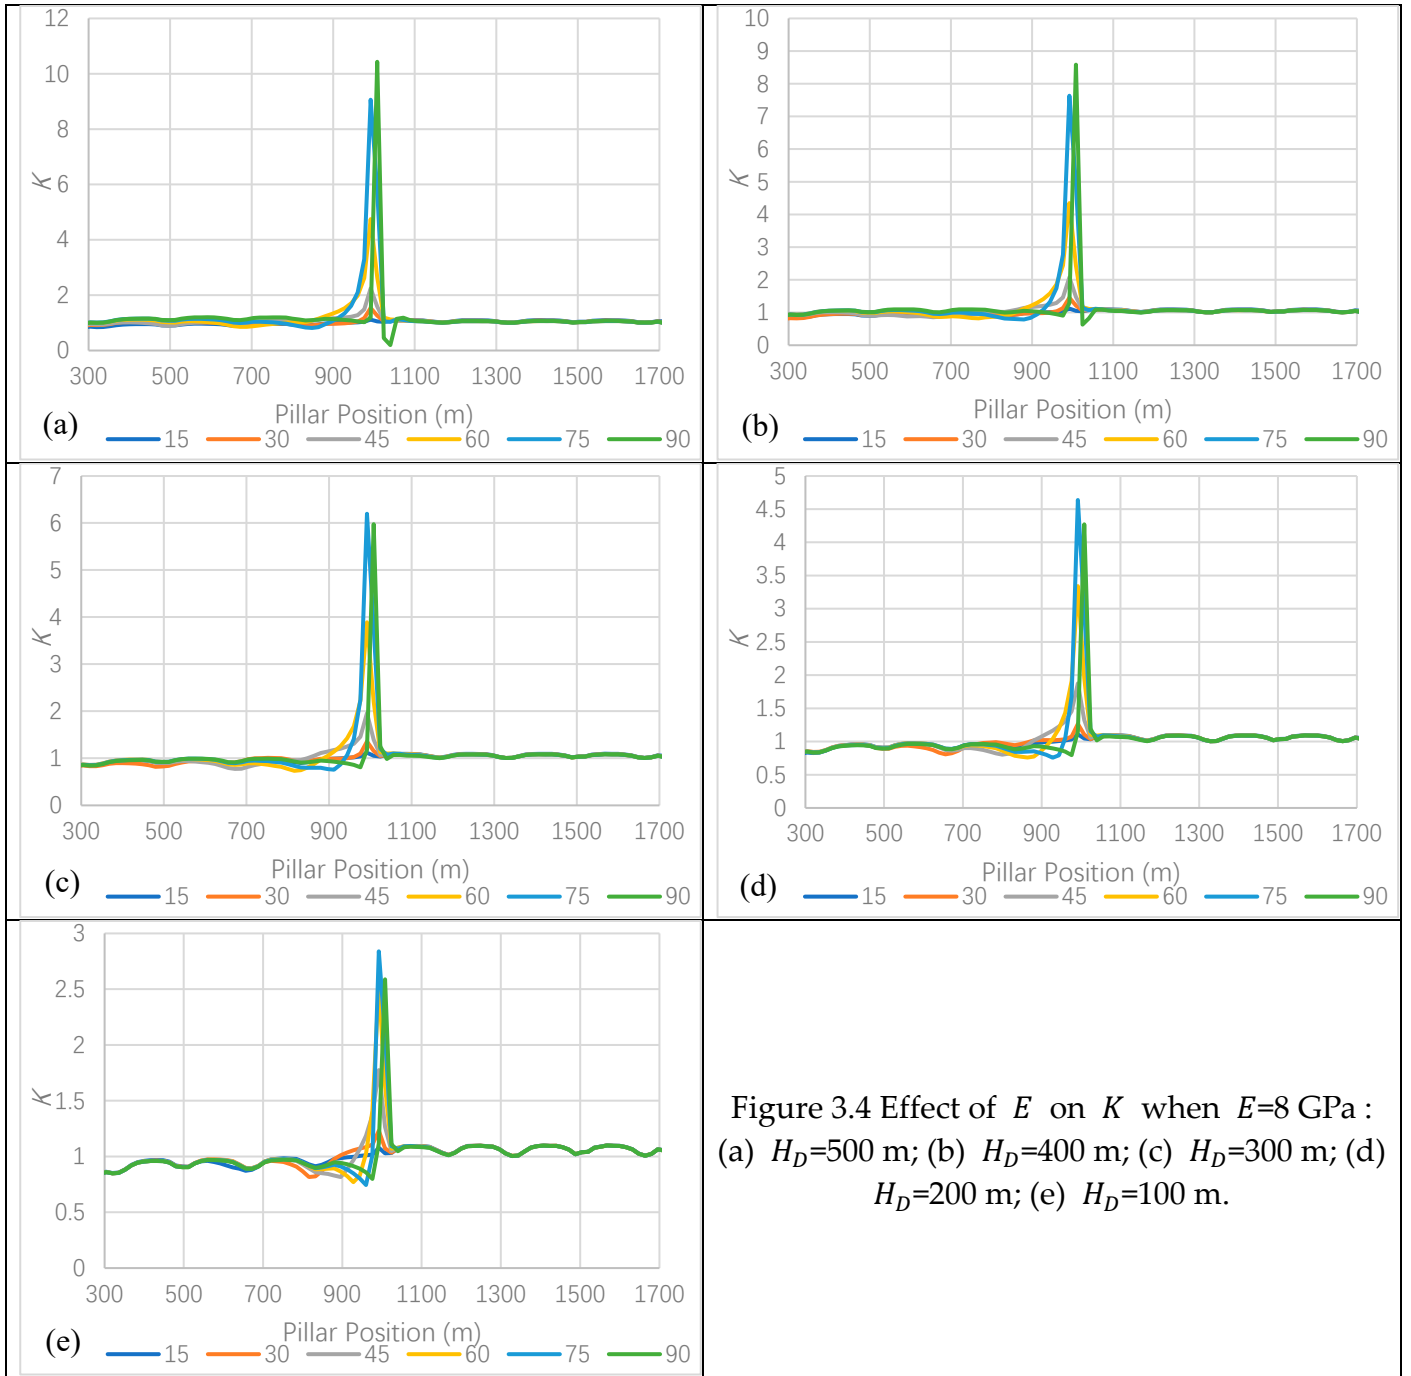 12
10
8
6
4
2
0
K
300 500 700 900 1100 1300 1500 1700
Pillar Position (m)
(a)
15 30 45 60 75 90
10
9
8
7
6
5
4
3
2
1
0
K
300 500 700 900 1100 1300 1500 1700
Pillar Position (m)
(b)
15 30 45 60 75 90
7
6
5
4
3
2
1
0
K
300 500 700 900 1100 1300 1500 1700
Pillar Position (m)
(c)
15 30 45 60 75 90
5
4.5
4
3.5
3
2.5
2
1.5
1
0.5
0
K
300 500 700 900 1100 1300 1500 1700
Pillar Position (m)
(d)
15 30 45 60 75 90
3
2.5
2
1.5
1
0.5
0
K
300 500 700 900 1100 1300 1500 1700
Pillar Position (m)
(e)
15 30 45 60 75 90
Figure 3.4 Effect of E on K when E=8 GPa :
(a) H_D=500 m; (b) H_D=400 m; (c) H_D=300 m; (d)
H_D=200 m; (e) H_D=100 m.